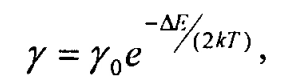 γ = γ₀e^{-ΔE/(2kT)},